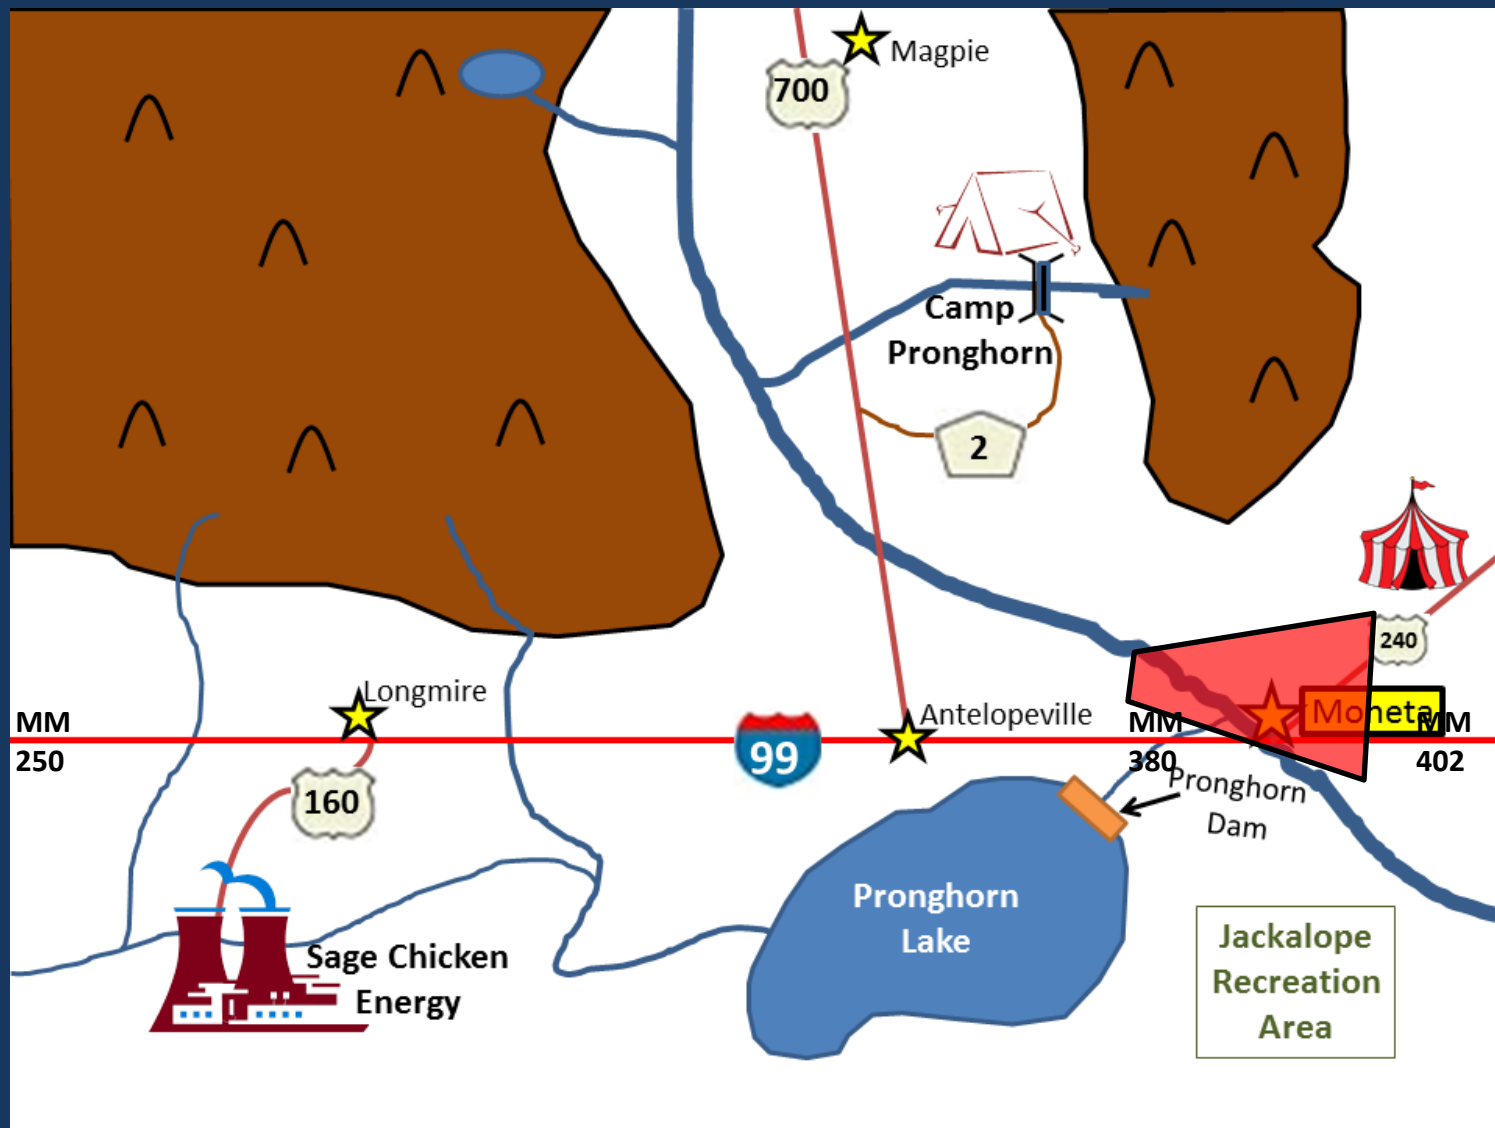 Magpie
700
Camp
Pronghorn
2
240
Longmire
Antelopeville
Moneta
MM
250
MM
380
MM
402
99
160
Pronghorn
Dam
Pronghorn
Lake
Sage Chicken
Energy
Jackalope
Recreation
Area